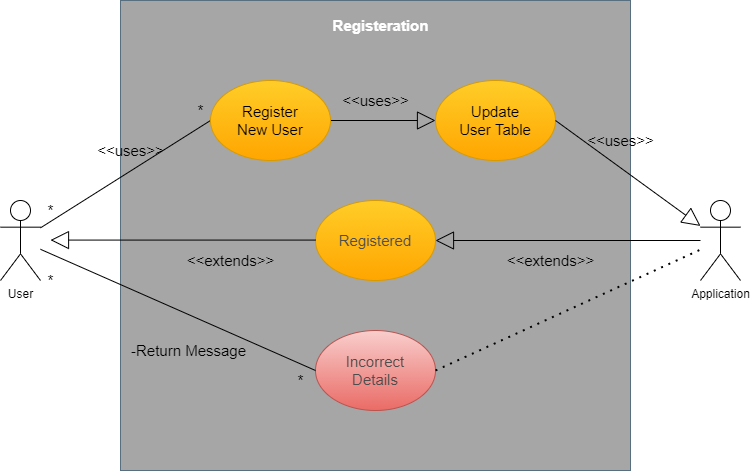 Registeration
*
Register
New User
<<uses>>
Update
User Table
<<uses>>
<<uses>>
*
Registered
<<extends>>
<<extends>>
*
User
Application
-Return Message
Incorrect
Details
*